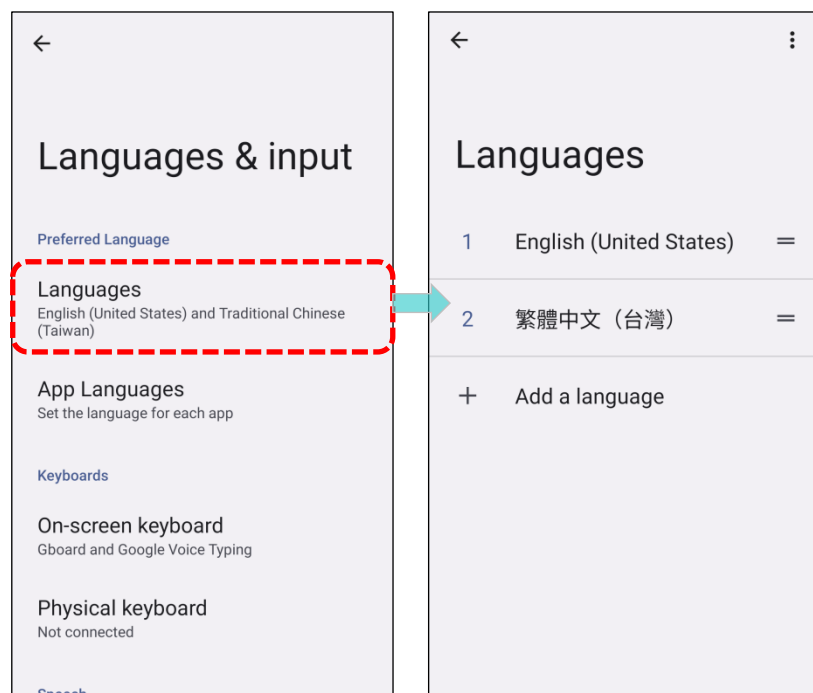 Languages & input
Preferred Language
Languages
English (United States) and Traditional Chinese
(Taiwan)
App Languages
Set the language for each app
Keyboards
On-screen keyboard
Gboard and Google Voice Typing
Physical keyboard
Not connected
Speech
Languages
1 English (United States)
2 繁體中文（台灣）
+ Add a language